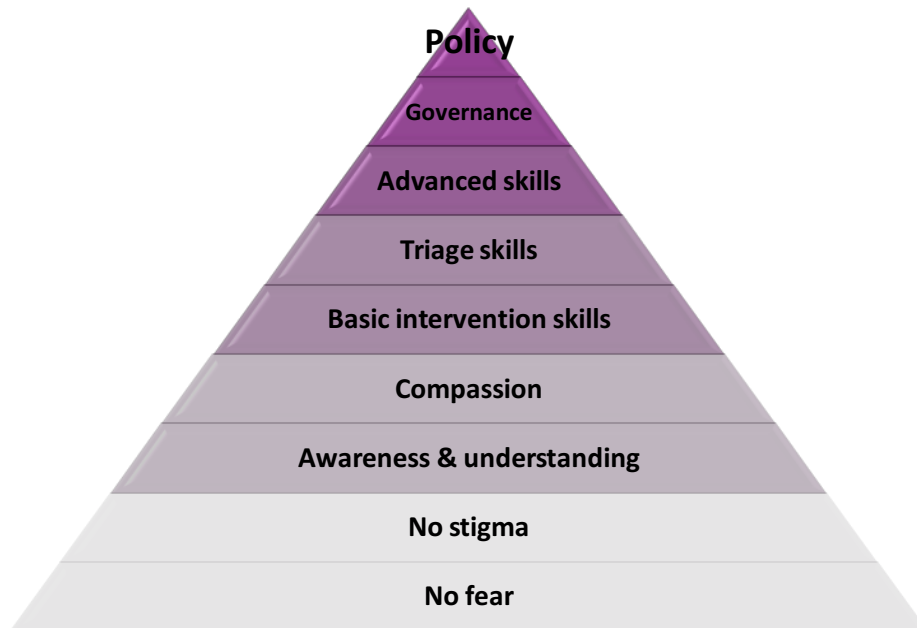 Policy
Governance
Advanced skills
Triage skills
Basic intervention skills
Compassion
Awareness & understanding
No stigma
No fear